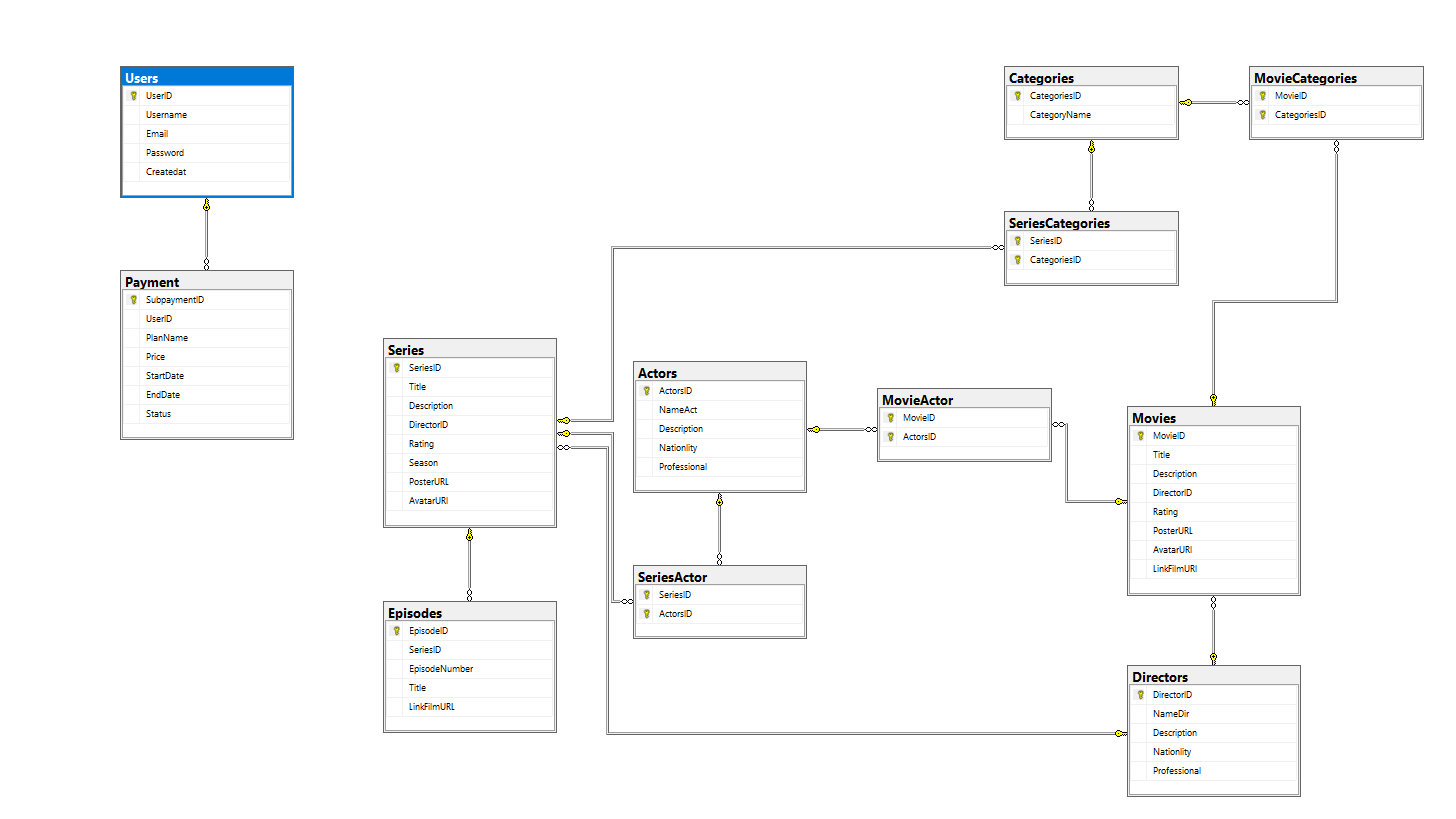 Users
UserID
Username
Email
Password
Createdat
Payment
SubpaymentID
UserID
PlanName
Price
StartDate
EndDate
Status
Series
SeriesID
Title
Description
DirectorID
Rating
Season
PosterURL
AvatarURl
Episodes
EpisodeID
SeriesID
EpisodeNumber
Title
LinkFilmURL
Actors
ActorsID
NameAct
Description
Nationlity
Professional
SeriesActor
SeriesID
ActorsID
MovieActor
MovieID
ActorsID
Categories
CategoriesID
CategoryName
SeriesCategories
SeriesID
CategoriesID
MovieCategories
MovieID
CategoriesID
Movies
MovieID
Title
Description
DirectorID
Rating
PosterURL
AvatarURl
LinkFilmURl
Directors
DirectorID
NameDir
Description
Nationlity
Professional